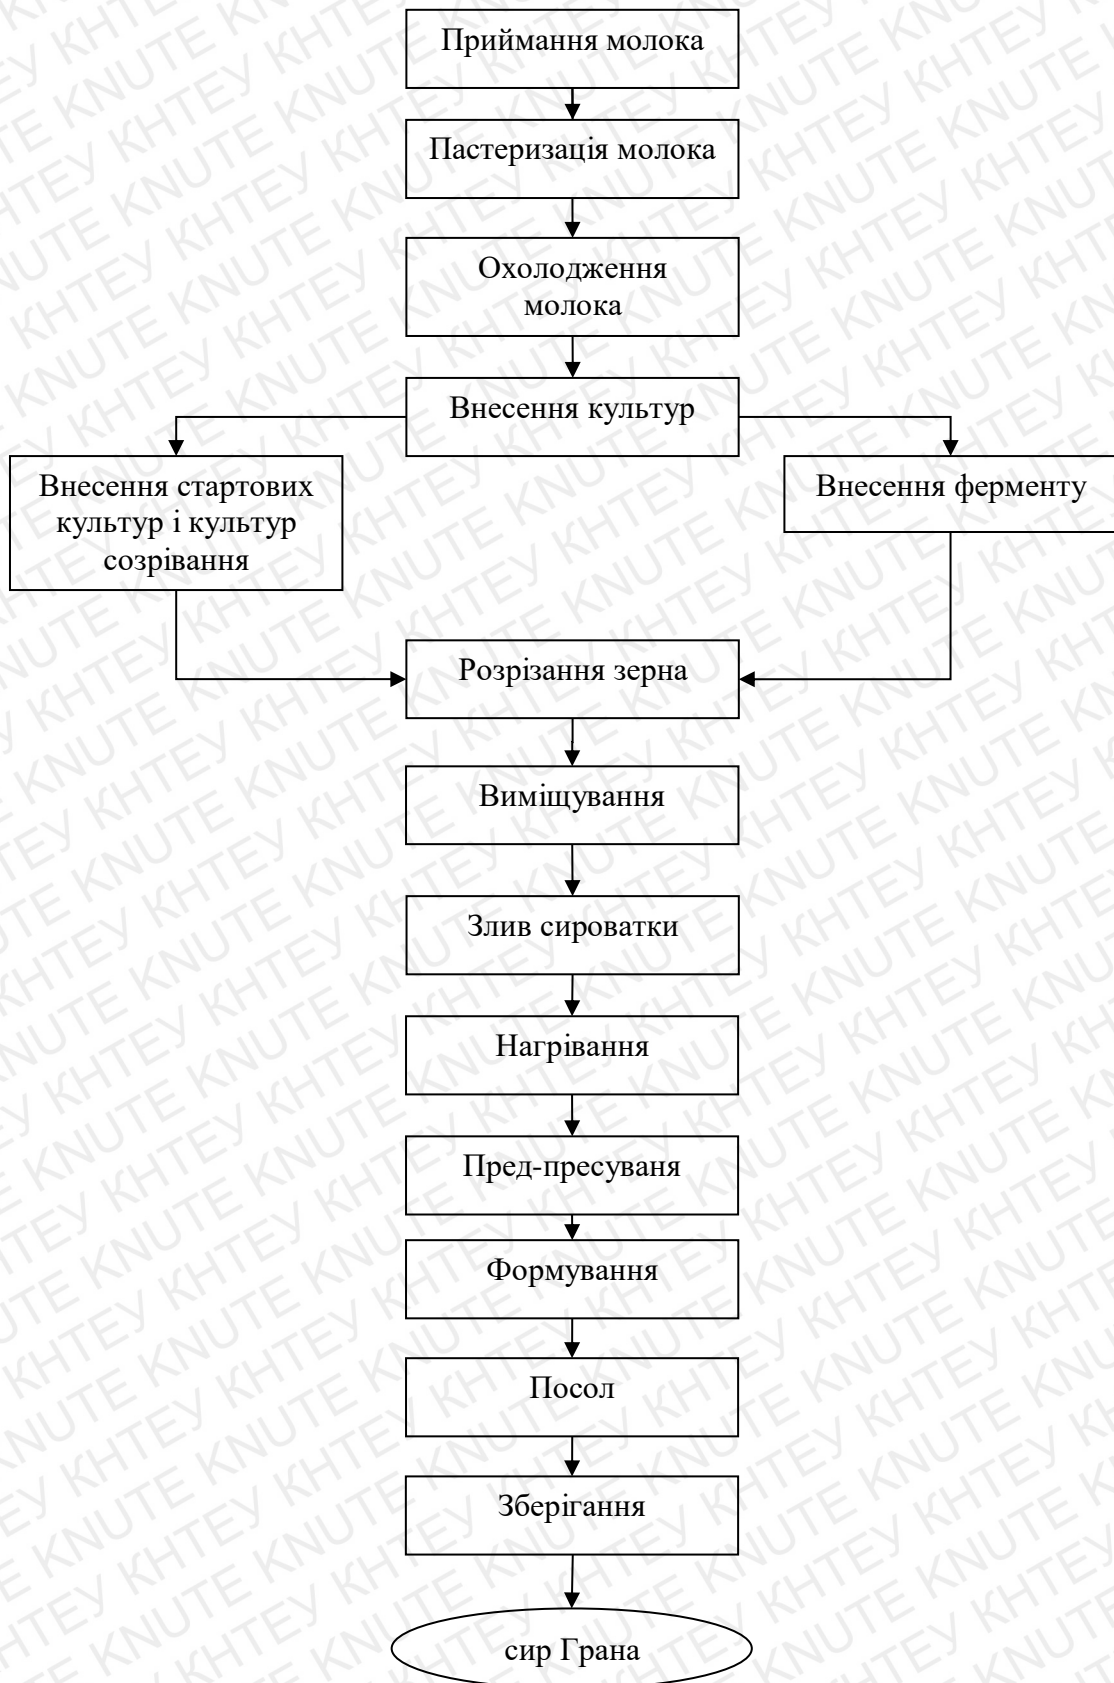 Приймання молока
Пастеризація молока
Охолодження
молока
Внесення культур
Внесення стартових
культур і культур
созрівання
Внесення ферменту
Розрізання зерна
Виміщування
Злив сироватки
Нагрівання
Пред-пресуваня
Формування
Посол
Зберігання
сир Грана